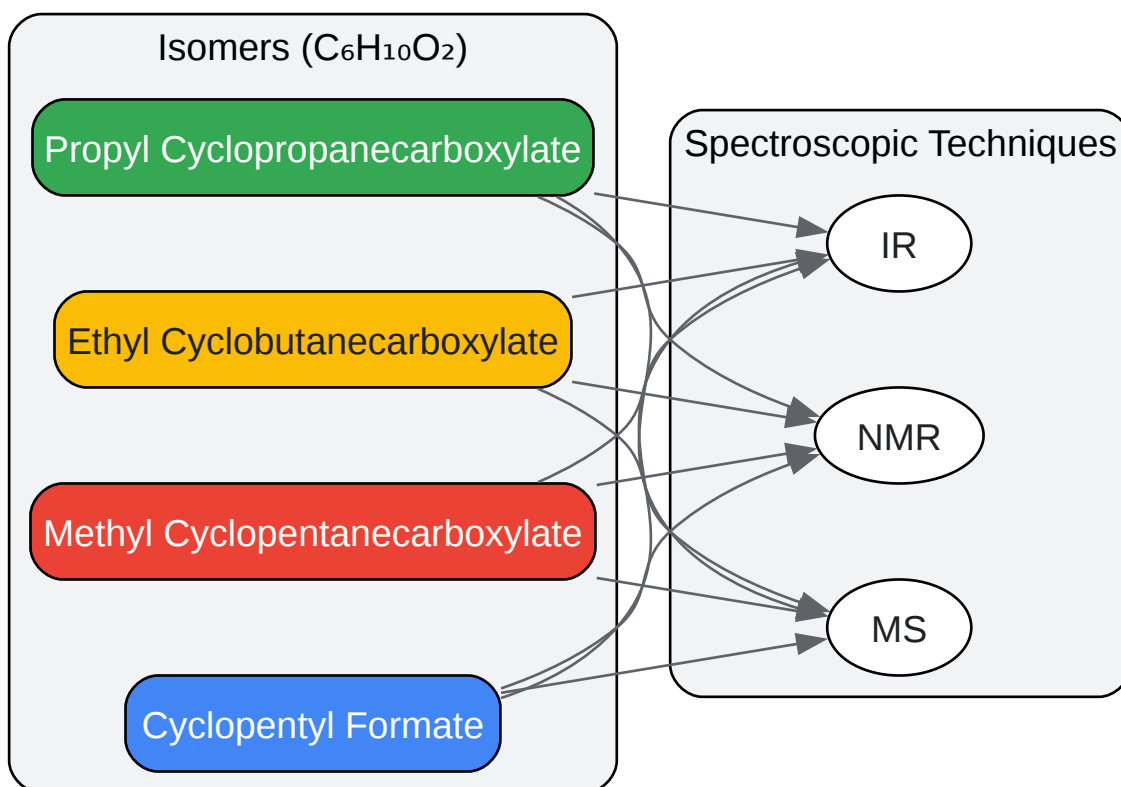 Isomers (C₆H₁₀O₂)
Propyl Cyclopropanecarboxylate
Ethyl Cyclobutanecarboxylate
Methyl Cyclopentanecarboxylate
Cyclopentyl Formate
Spectroscopic Techniques
IR
NMR
MS